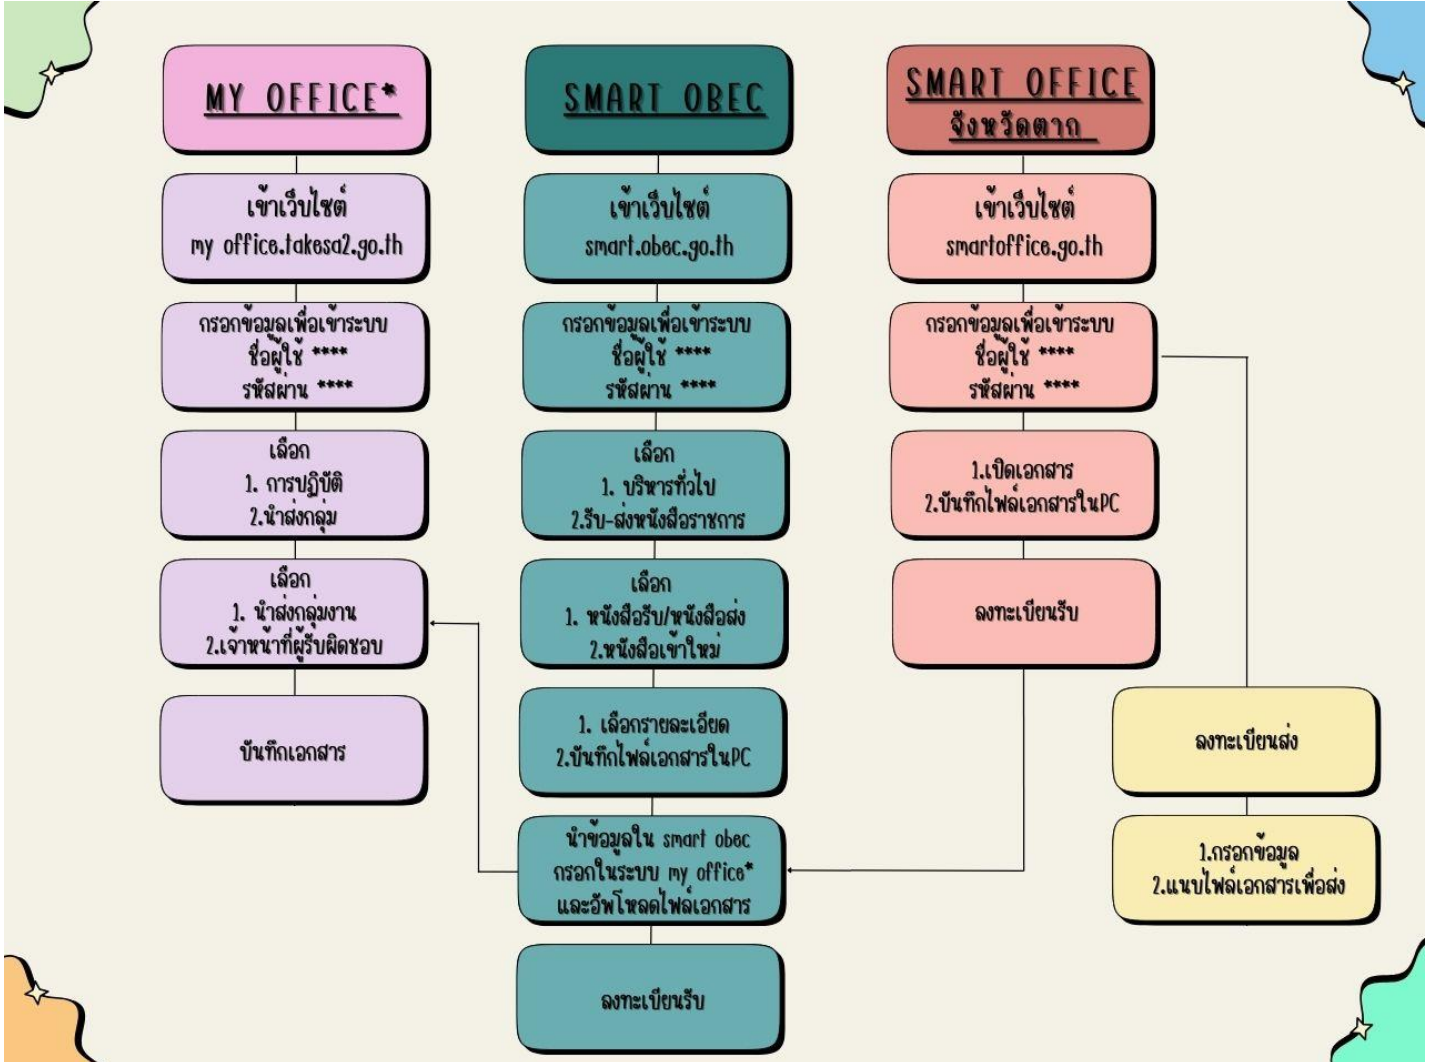 MY OFFICE*
เข้าเว็บไซต์
my office.takesa2.go.th
กรอกข้อมูลเพื่อเข้าระบบ
ชื่อผู้ใช้ ****
รหัสผ่าน ****
เลือก
1. การปฏิบัติ
2.นำส่งกลุ่ม
เลือก
1. นำส่งกลุ่มงาน
2.เจ้าหน้าที่ผู้รับผิดชอบ
บันทึกเอกสาร
SMART OBEC
เข้าเว็บไซต์
smart.obec.go.th
กรอกข้อมูลเพื่อเข้าระบบ
ชื่อผู้ใช้ ****
รหัสผ่าน ****
เลือก
1. บริหารทั่วไป
2.รับ-ส่งหนังสือราชการ
เลือก
1. หนังสือรับ/หนังสือส่ง
2.หนังสือเข้าใหม่
1. เลือกรายละเอียด
2.บันทึกไฟล์เอกสารในPC
นำข้อมูลใน smart obec
กรอกในระบบ my office*
และอัพโหลดไฟล์เอกสาร
ลงทะเบียนรับ
SMART OFFICE
จังหวัดตาก
เข้าเว็บไซต์
smartoffice.go.th
กรอกข้อมูลเพื่อเข้าระบบ
ชื่อผู้ใช้ ****
รหัสผ่าน ****
1.เปิดเอกสาร
2.บันทึกไฟล์เอกสารในPC
ลงทะเบียนรับ
ลงทะเบียนส่ง
1.กรอกข้อมูล
2.แนบไฟล์เอกสารเพื่อส่ง